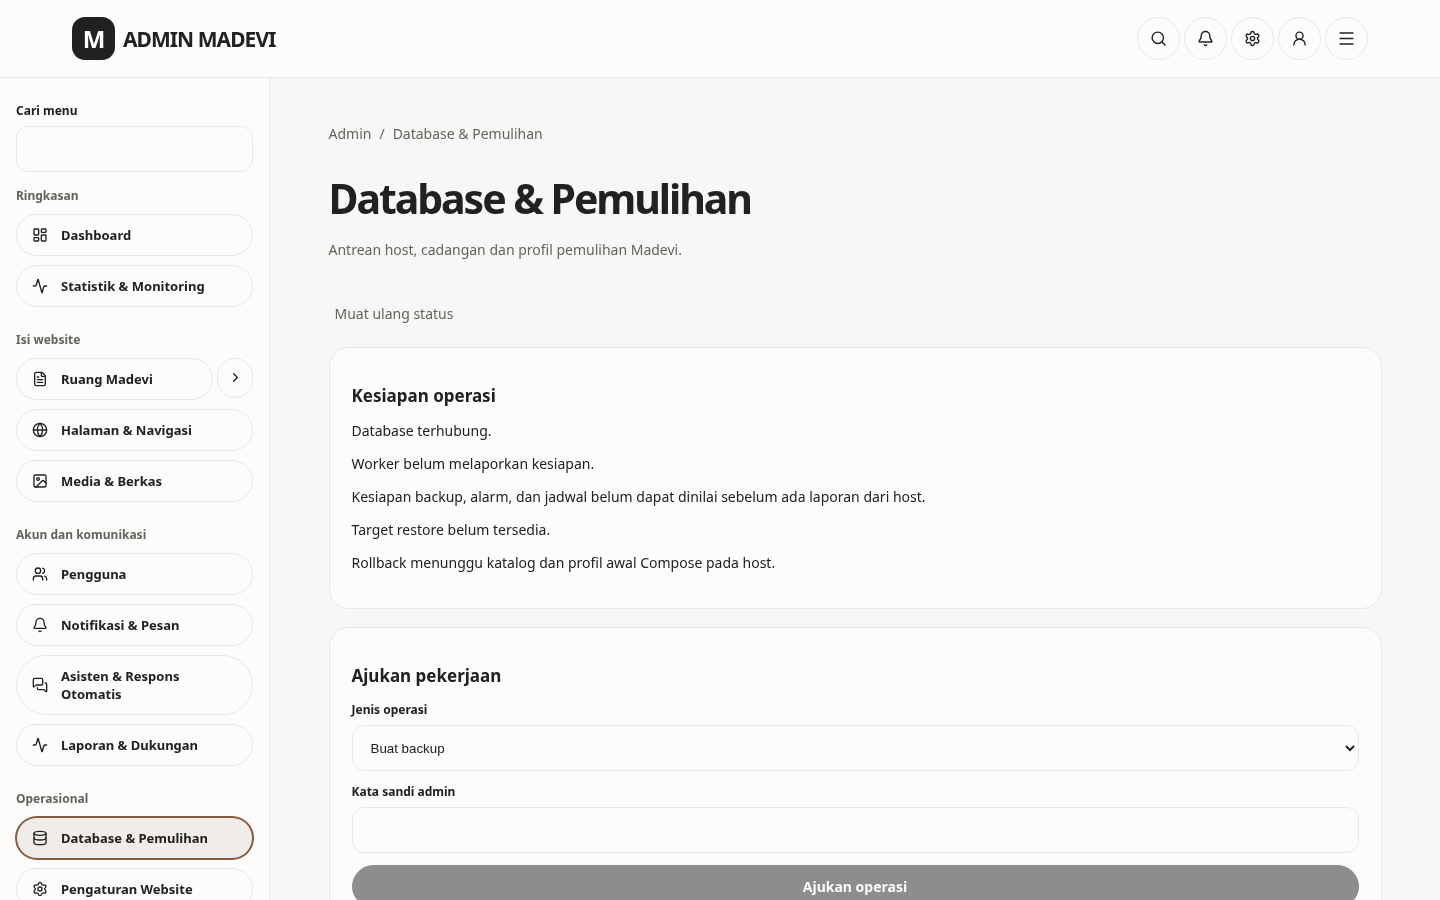 M ADMIN MADEVI
Cari menu
Ringkasan
Dashboard
Statistik & Monitoring
Isi website
Ruang Madevi
Halaman & Navigasi
Media & Berkas
Akun dan komunikasi
Pengguna
Notifikasi & Pesan
Asisten & Respons
Otomatis
Laporan & Dukungan
Operasional
Database & Pemulihan
Pengaturan Website
Admin / Database & Pemulihan
Database & Pemulihan
Antrean host, cadangan dan profil pemulihan Madevi.
Muat ulang status
Kesiapan operasi
Database terhubung.
Worker belum melaporkan kesiapan.
Kesiapan backup, alarm, dan jadwal belum dapat dinilai sebelum ada laporan dari host.
Target restore belum tersedia.
Rollback menunggu katalog dan profil awal Compose pada host.
Ajukan pekerjaan
Jenis operasi
Buat backup
Kata sandi admin
Ajukan operasi